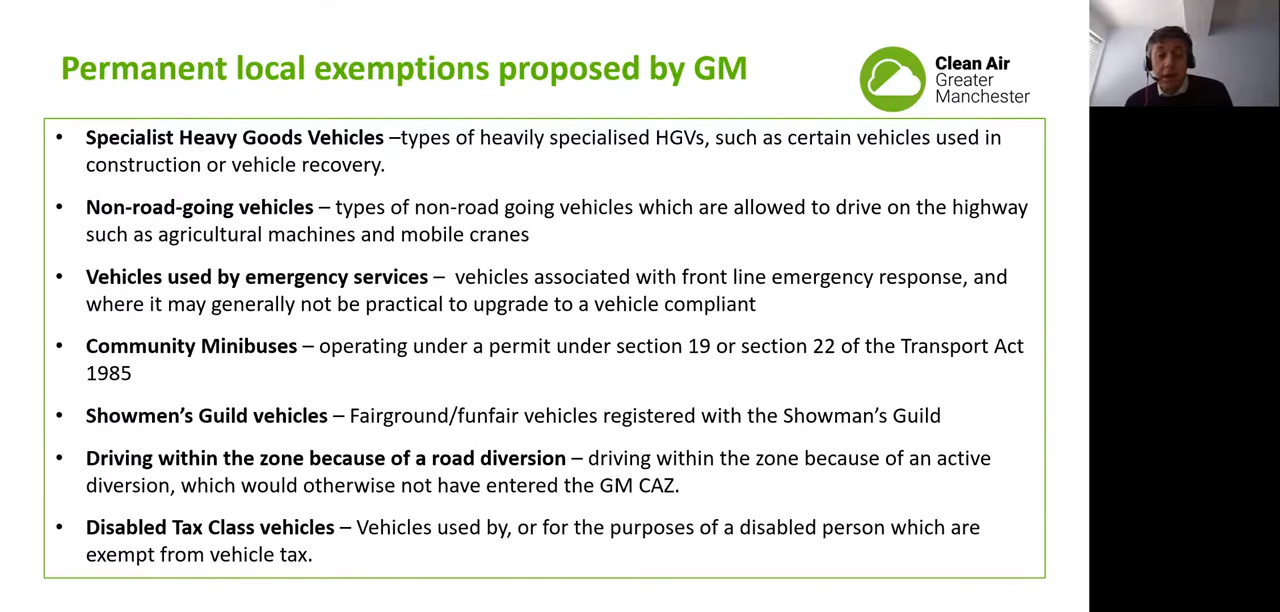 Permanent local exemptions proposed by GM
Clean Air
Greater
Manchester
• Specialist Heavy Goods Vehicles –types of heavily specialised HGVs, such as certain vehicles used in
construction or vehicle recovery.
• Non-road-going vehicles – types of non-road going vehicles which are allowed to drive on the highway
such as agricultural machines and mobile cranes
• Vehicles used by emergency services – vehicles associated with front line emergency response, and
where it may generally not be practical to upgrade to a vehicle compliant
• Community Minibuses – operating under a permit under section 19 or section 22 of the Transport Act
1985
• Showmen's Guild vehicles – Fairground/funfair vehicles registered with the Showman's Guild
• Driving within the zone because of a road diversion – driving within the zone because of an active
diversion, which would otherwise not have entered the GM CAZ.
• Disabled Tax Class vehicles – Vehicles used by, or for the purposes of a disabled person which are
exempt from vehicle tax.